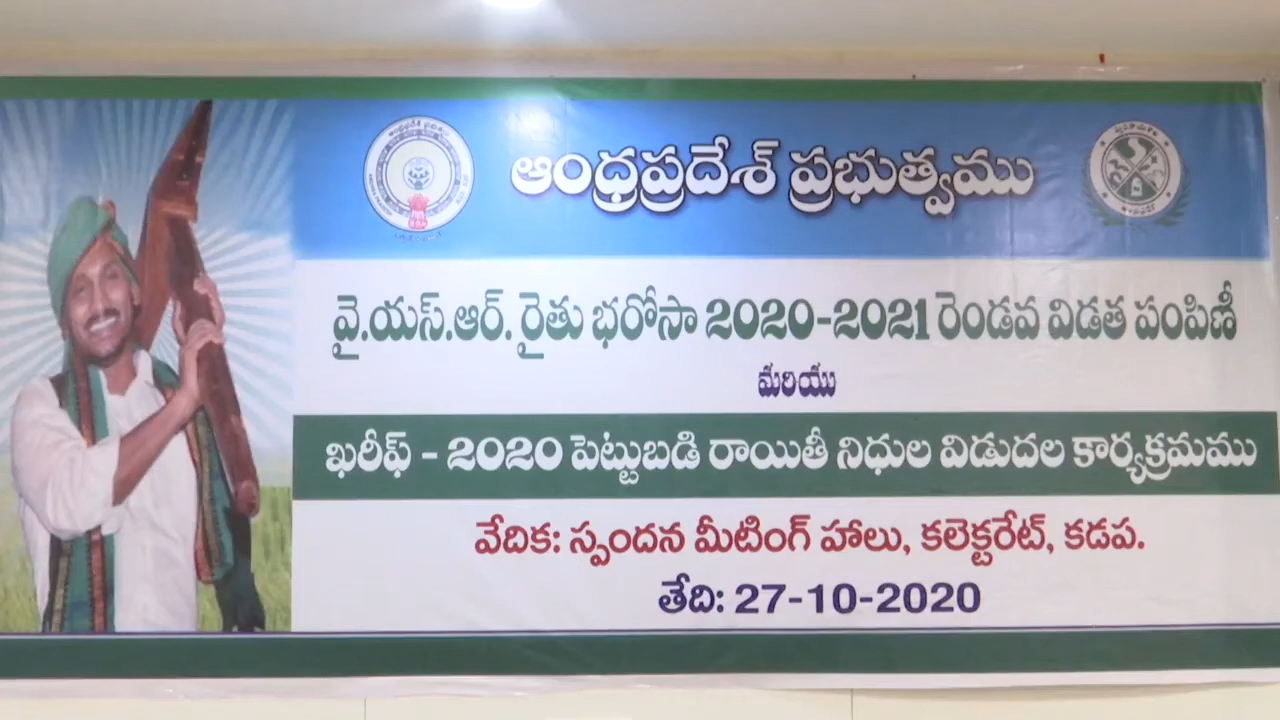 ఆంధ్రప్రదేశ్ ప్రభుత్వము
వై.యస్.ఆర్. రైతు భరోసా 2020-2021 రెండవ విడత పంపిణీ
మరియు
ఖరీఫ్ - 2020 పెట్టుబడి రాయితీ నిధుల విడుదల కార్యక్రమము
వేదిక: స్పందన మీటింగ్ హాలు, కలెక్టరేట్, కడప.
తేది: 27-10-2020